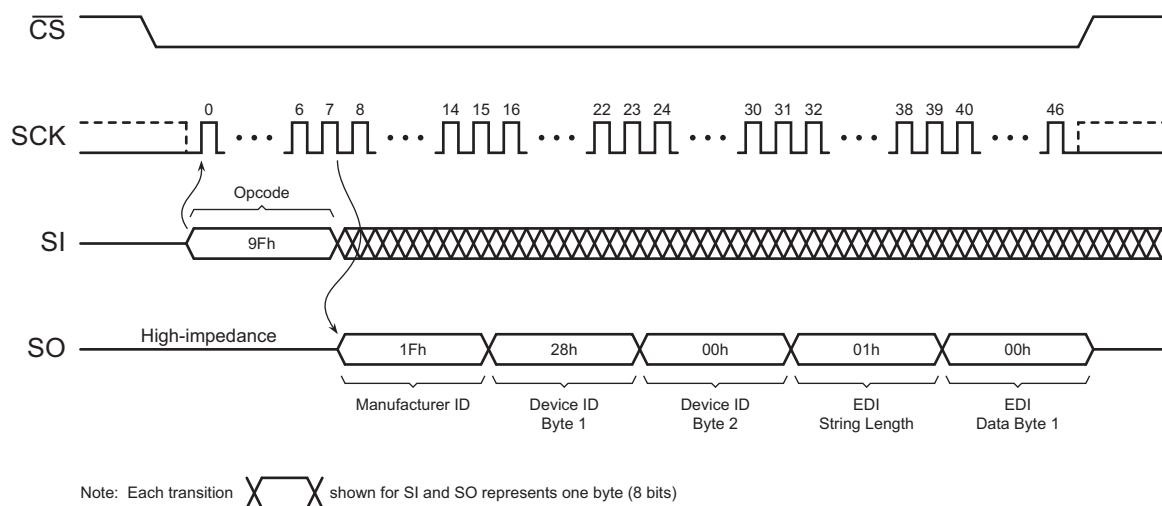 CS
0 6 7 8 14 15 16 22 23 24 30 31 32 38 39 40 46
SCK
Opcode
SI
9Fh
High-impedance
SO
1Fh 28h 00h 01h 00h
Manufacturer ID Device ID Device ID EDI EDI
Byte 1 Byte 2 String Length Data Byte 1
Note: Each transition shown for SI and SO represents one byte (8 bits)